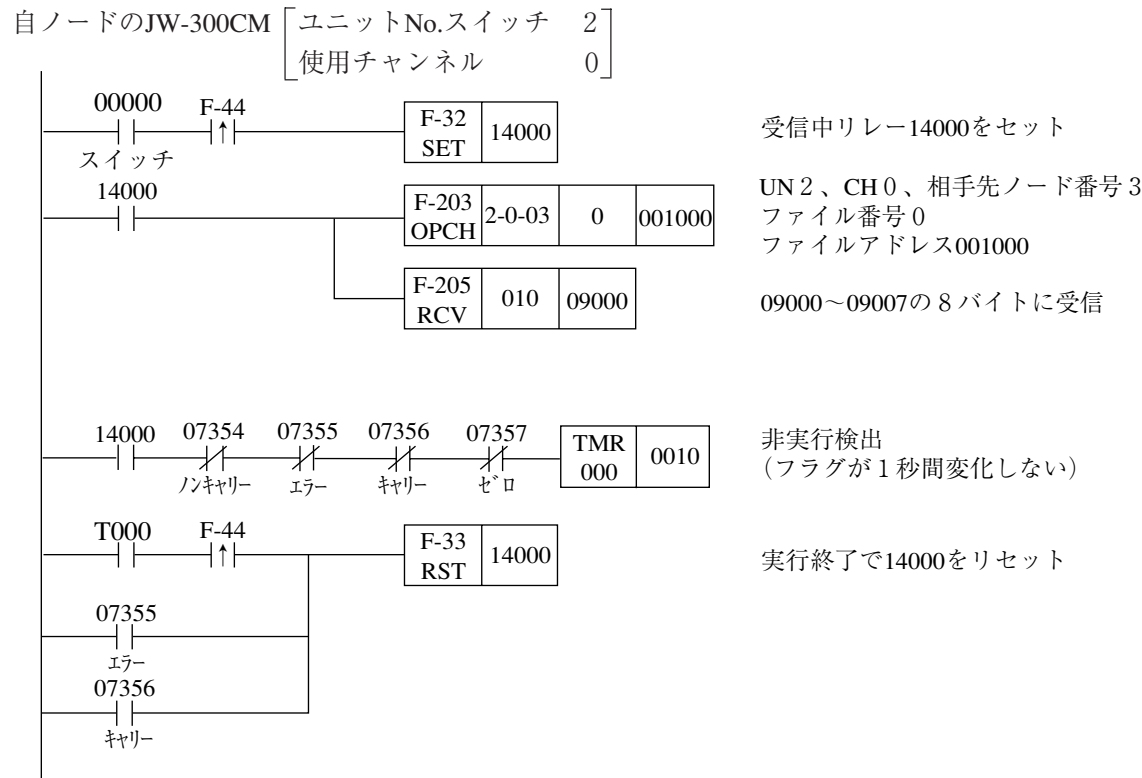 自ノードのJW-300CM ユニットNo.スイッチ 2
使用チャンネル 0
00000 F-44
スイッチ
F-32 SET 14000
受信中リレー14000をセット
14000
F-203 OPCH 2-0-03 0 001000
UN２、CH０、相手先ノード番号３
ファイル番号０
ファイルアドレス001000
F-205 RCV 010 09000
09000～09007の８バイトに受信
14000 07354 07355 07356 07357
ノンキャリー エラー キャリー ゼロ
TMR 000 0010
非実行検出
（フラグが１秒間変化しない）
T000 F-44
F-33 RST 14000
実行終了で14000をリセット
07355
エラー
07356
キャリー